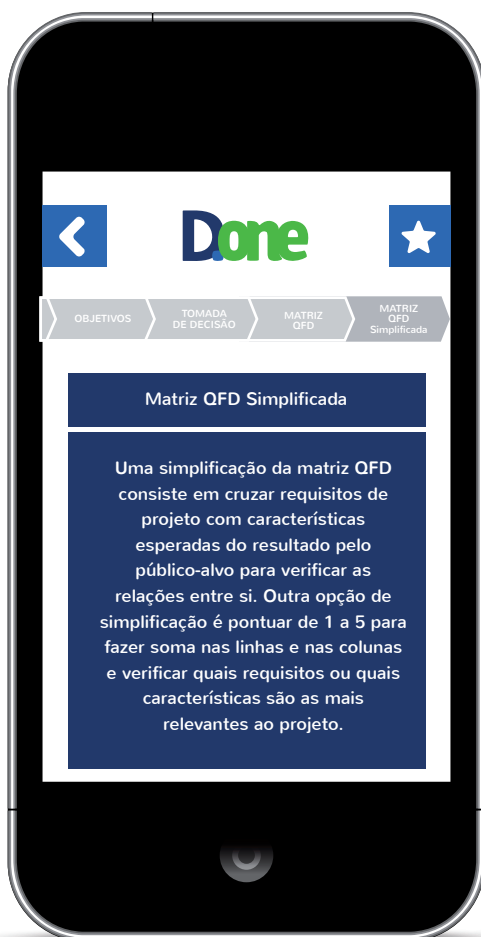 D.one
OBJETIVOS
TOMADA
DE DECISÃO
MATRIZ
QFD
MATRIZ
QFD
Simplificada
Matriz QFD Simplificada
Uma simplificação da matriz QFD
consiste em cruzar requisitos de
projeto com características
esperadas do resultado pelo
público-alvo para verificar as
relações entre si. Outra opção de
simplificação é pontuar de 1 a 5 para
fazer soma nas linhas e nas colunas
e verificar quais requisitos ou quais
características são as mais
relevantes ao projeto.